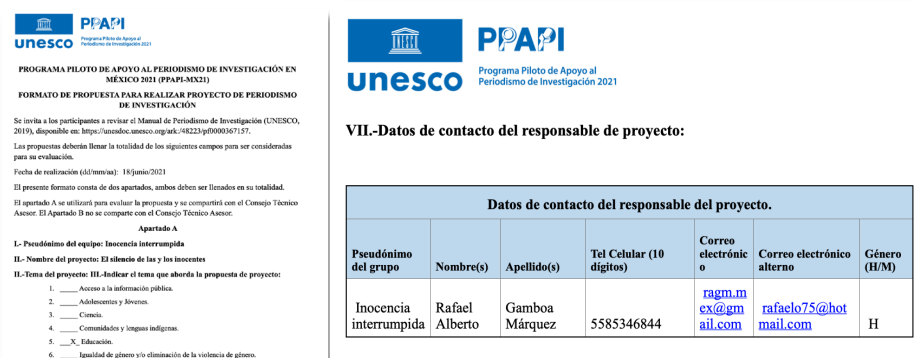 unesco
PPAPI
Programa Piloto de Apoyo al
Periodismo de Investigación 2021
PROGRAMA PILOTO DE APOYO AL PERIODISMO DE INVESTIGACIÓN EN
MÉXICO 2021 (PPAPI-MX21)
FORMATO DE PROPUESTA PARA REALIZAR PROYECTO DE PERIODISMO
DE INVESTIGACIÓN
Se invita a los participantes a revisar el Manual de Periodismo de Investigación (UNESCO,
2019), disponible en: https://unesdoc.unesco.org/ark:/48223/pf0000367157.
Las propuestas deberán llenar la totalidad de los siguientes campos para ser consideradas
para su evaluación.
Fecha de realización (dd/mm/aa): 18/junio/2021
El presente formato consta de dos apartados, ambos deben ser llenados en su totalidad.
El apartado A se utilizará para evaluar la propuesta y se compartirá con el Consejo Técnico
Asesor. El Apartado B no se comparte con el Consejo Técnico Asesor.
Apartado A
I.- Pseudónimo del equipo: Inocencia interrumpida
II.- Nombre del proyecto: El silencio de las y los inocentes
II.-Tema del proyecto: III.-Indicar el tema que aborda la propuesta de proyecto:
1. _____ Acceso a la información pública.
2. _____ Adolescentes y Jóvenes.
3. _____ Ciencia.
4. _____ Comunidades y lenguas indígenas.
5. ___X_ Educación.
6. _____ Igualdad de género y/o eliminación de la violencia de género.
unesco
PPAPI
Programa Piloto de Apoyo al
Periodismo de Investigación 2021
VII.-Datos de contacto del responsable de proyecto:
Datos de contacto del responsable del proyecto.
Pseudónimo del grupo
Nombre(s)
Apellido(s)
Tel Celular (10 dígitos)
Correo electrónico
Correo electrónico alterno
Género (H/M)
Inocencia interrumpida
Rafael Alberto
Gamboa Márquez
5585346844
ragm.mex@gmail.com
rafaelo75@hotmail.com
H